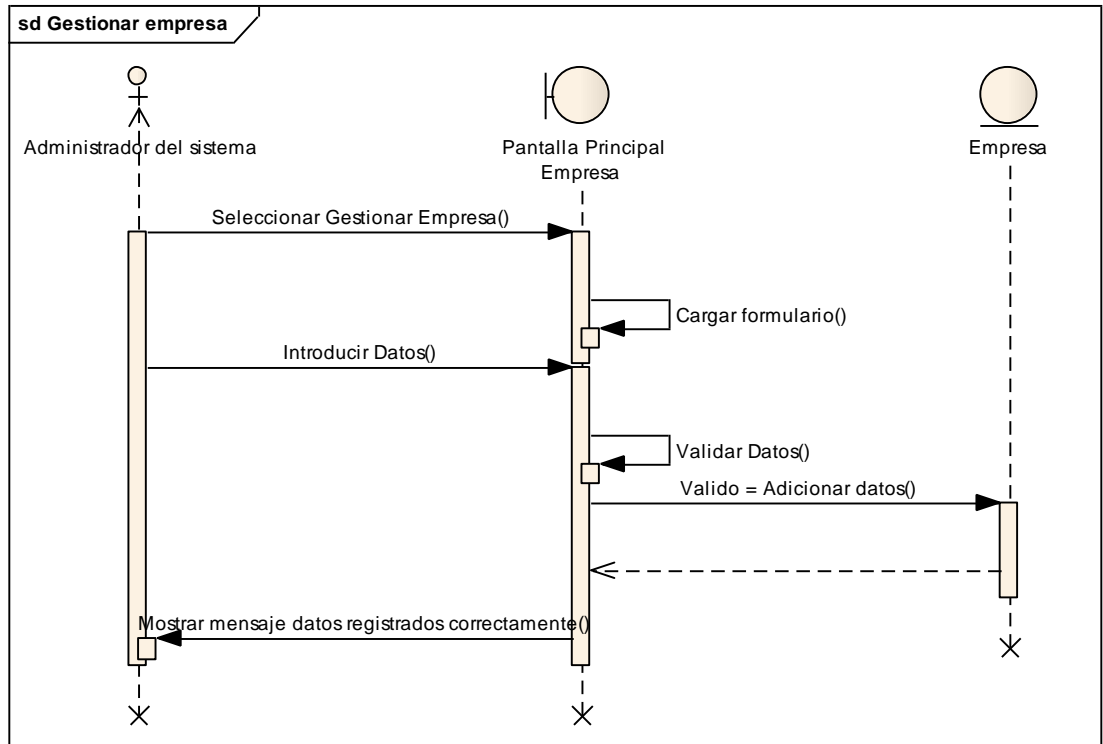 sd Gestionar empresa
Administrador del sistema
Pantalla Principal
Empresa
Empresa
Seleccionar Gestionar Empresa()
Cargar formulario()
Introducir Datos()
Validar Datos()
Valido = Adicionar datos()
Mostrar mensaje datos registrados correctamente()